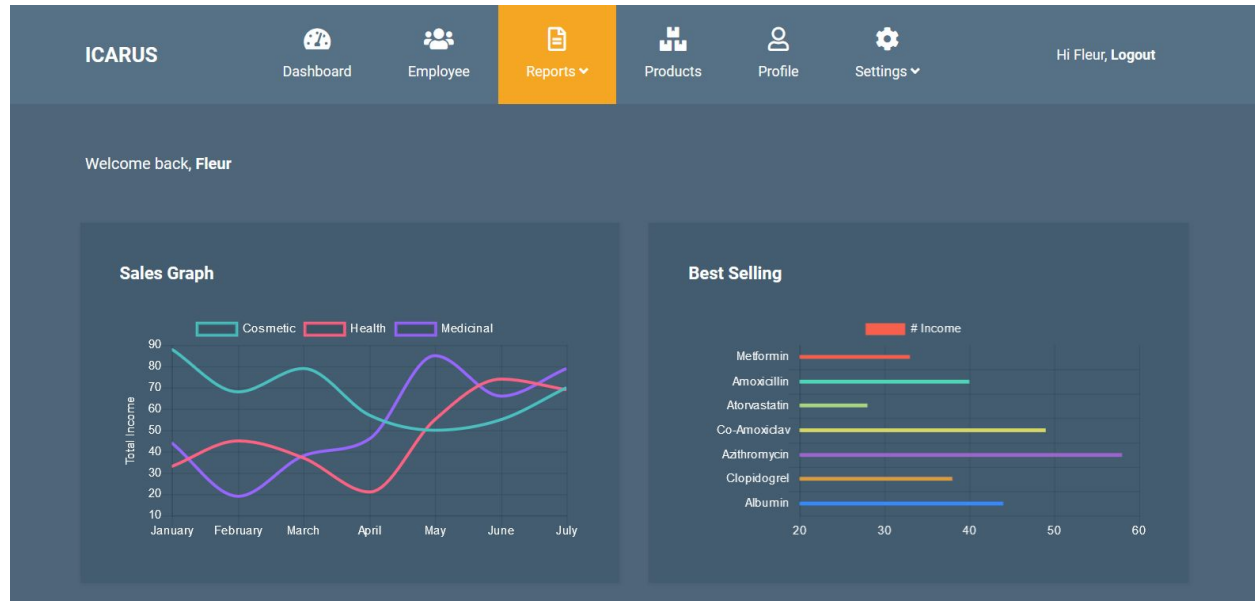 ICARUS
Dashboard
Employee
Reports
Products
Profile
Settings
Hi Fleur, Logout
Welcome back, Fleur
Sales Graph
Cosmetic Health Medicinal
Total Income
90
80
70
60
50
40
30
20
10
January February March April May June July
Best Selling
# Income
Metformin
Amoxicillin
Atorvastatin
Co-Amoxiclav
Azithromycin
Clopidogrel
Albumin
20 30 40 50 60